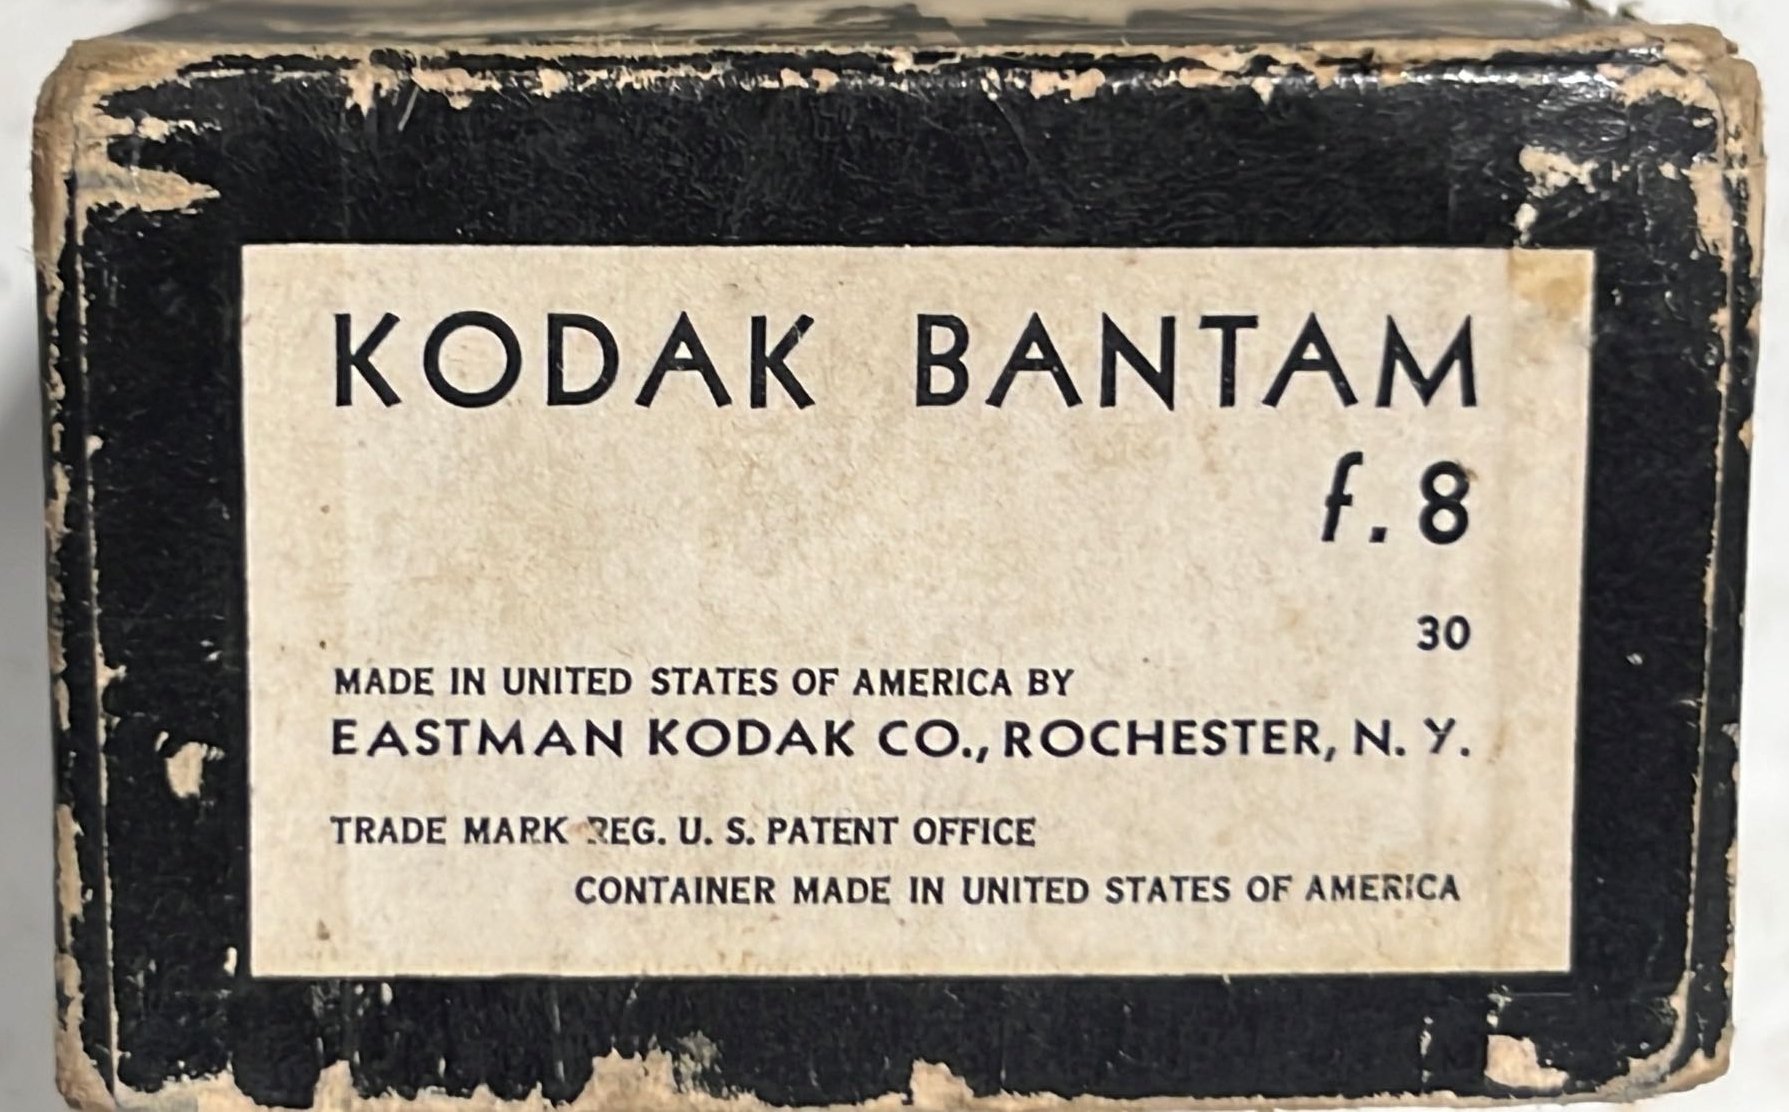 KODAK BANTAM
f.8
30
MADE IN UNITED STATES OF AMERICA BY
EASTMAN KODAK CO., ROCHESTER, N. Y.
TRADE MARK REG. U. S. PATENT OFFICE
CONTAINER MADE IN UNITED STATES OF AMERICA